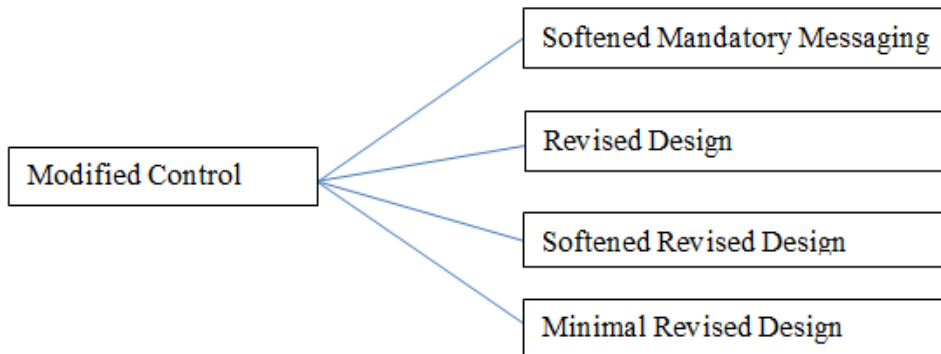 Softened Mandatory Messaging
Revised Design
Modified Control
Softened Revised Design
Minimal Revised Design